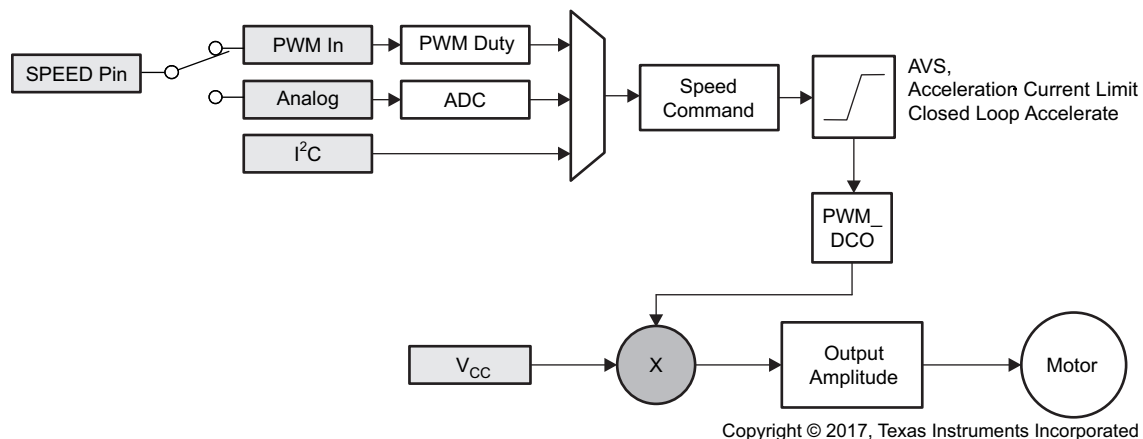 SPEED Pin
PWM In
PWM Duty
Analog
ADC
I²C
Speed
Command
AVS,
Acceleration Current Limit
Closed Loop Accelerate
PWM_
DCO
V_CC
X
Output
Amplitude
Motor
Copyright © 2017, Texas Instruments Incorporated